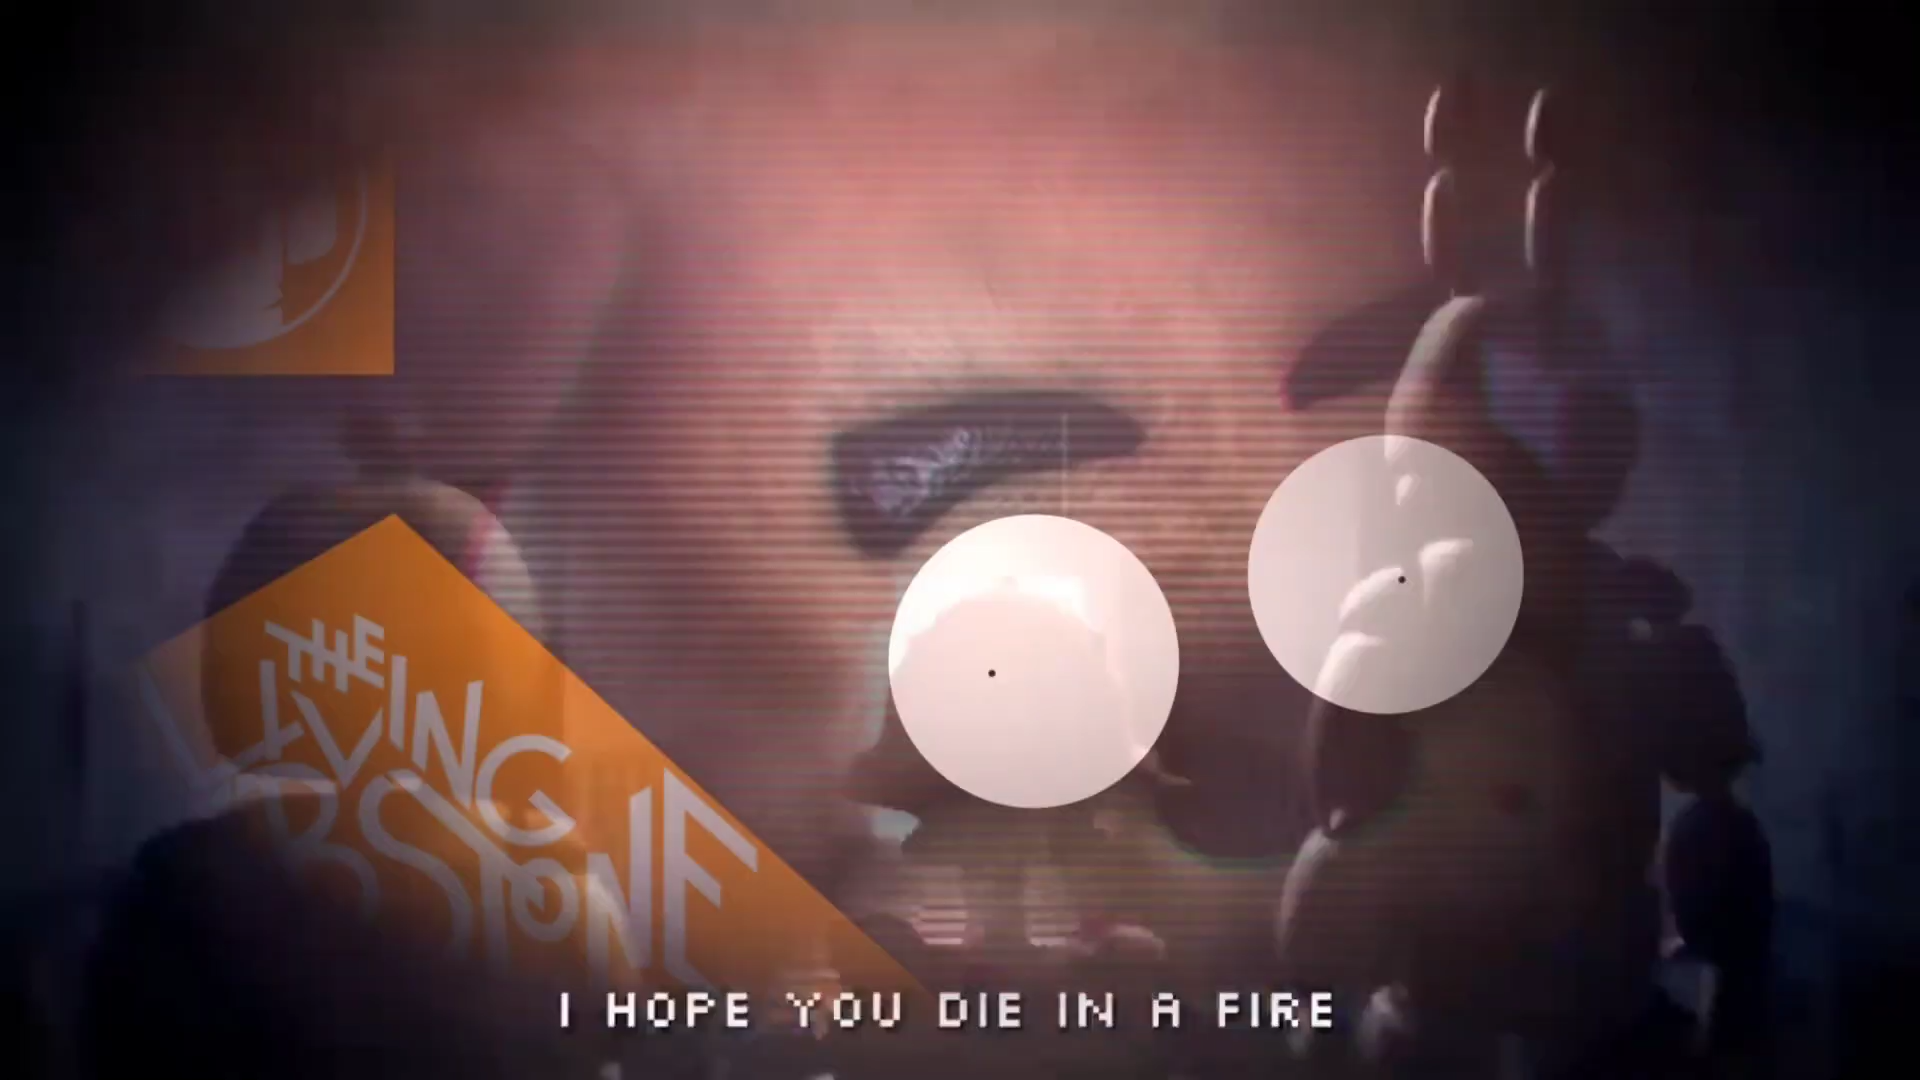 THE
LIVING
TOMBSTONE
I HOPE YOU DIE IN A FIRE